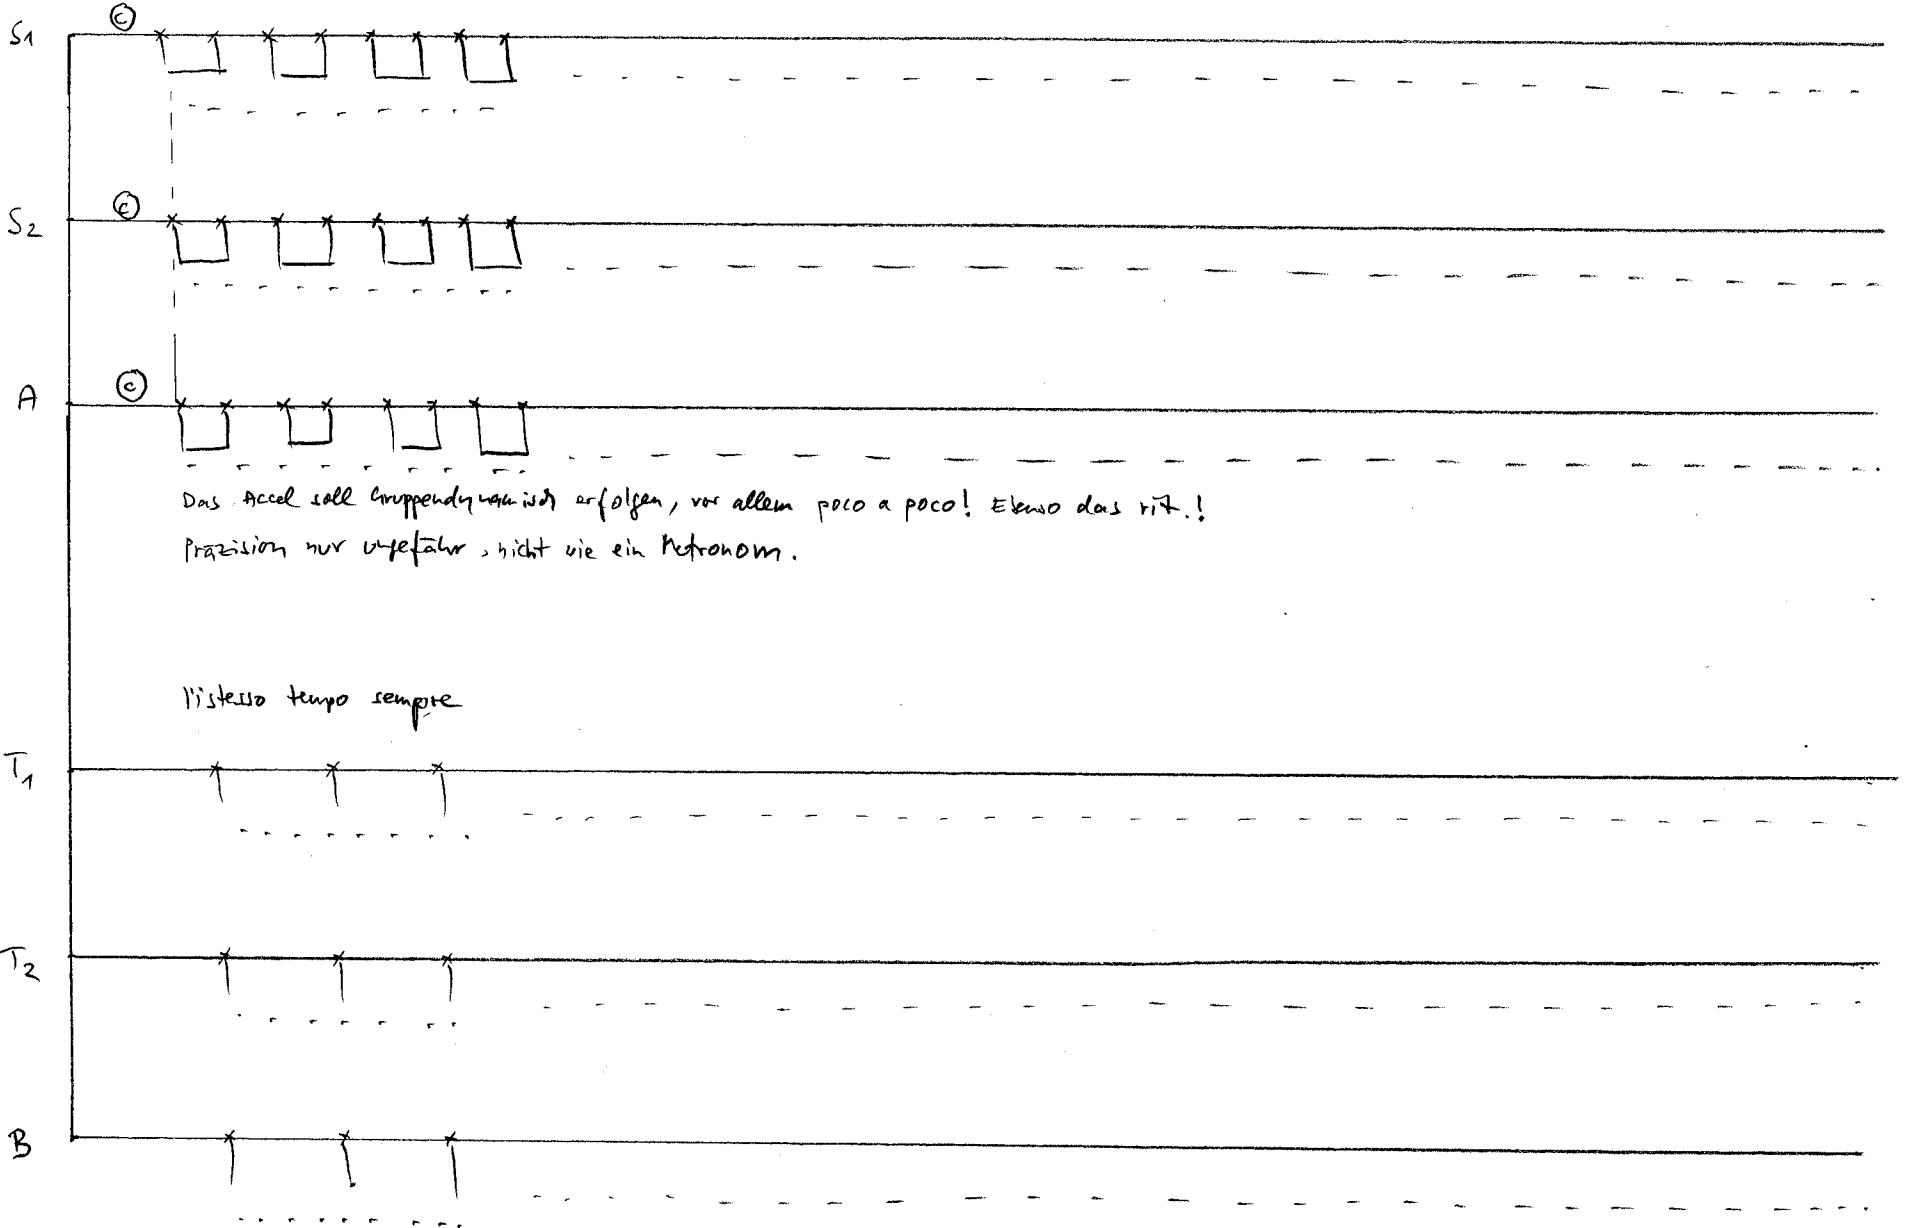 S1 ©
S2 ©
A ©
Das Accel soll Gruppendynamisch erfolgen, vor allem poco a poco! Ebenso das rit.!
Präzision nur ungefähr, nicht wie ein Metronom.
l'istesso tempo sempre
T1
T2
B